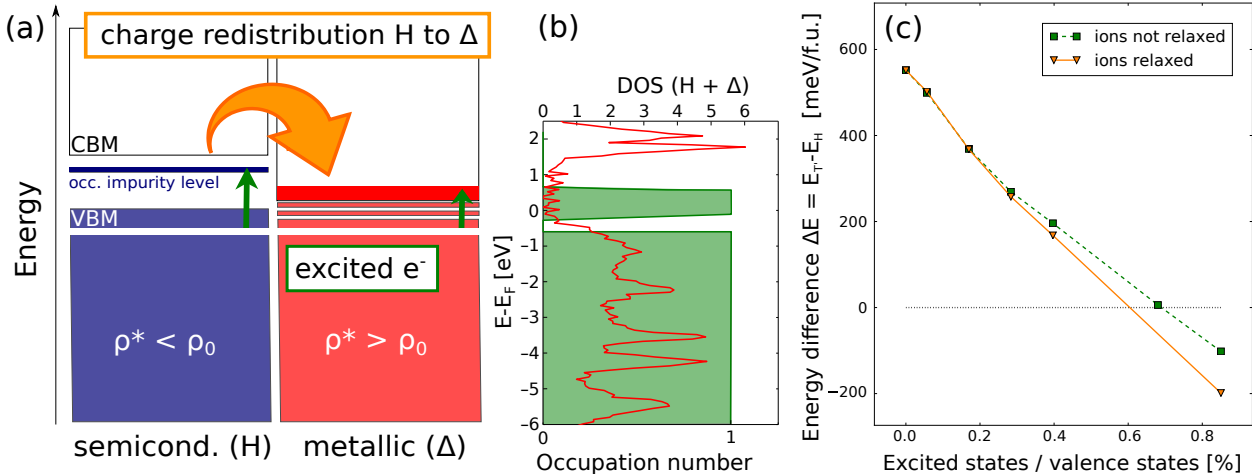 (a)
charge redistribution H to Δ
Energy
CBM
occ. impurity level
VBM
excited e⁻
ρ* < ρ₀
ρ* > ρ₀
semicond. (H)
metallic (Δ)
(b)
DOS (H + Δ)
0 1 2 3 4 5 6
2
1
0
−1
−2
−3
−4
−5
−6
E-E_F [eV]
0 1
Occupation number
(c)
ions not relaxed
ions relaxed
600
400
200
0
−200
Energy difference ΔE = E_T'-E_H [meV/f.u.]
0.0 0.2 0.4 0.6 0.8
Excited states / valence states [%]